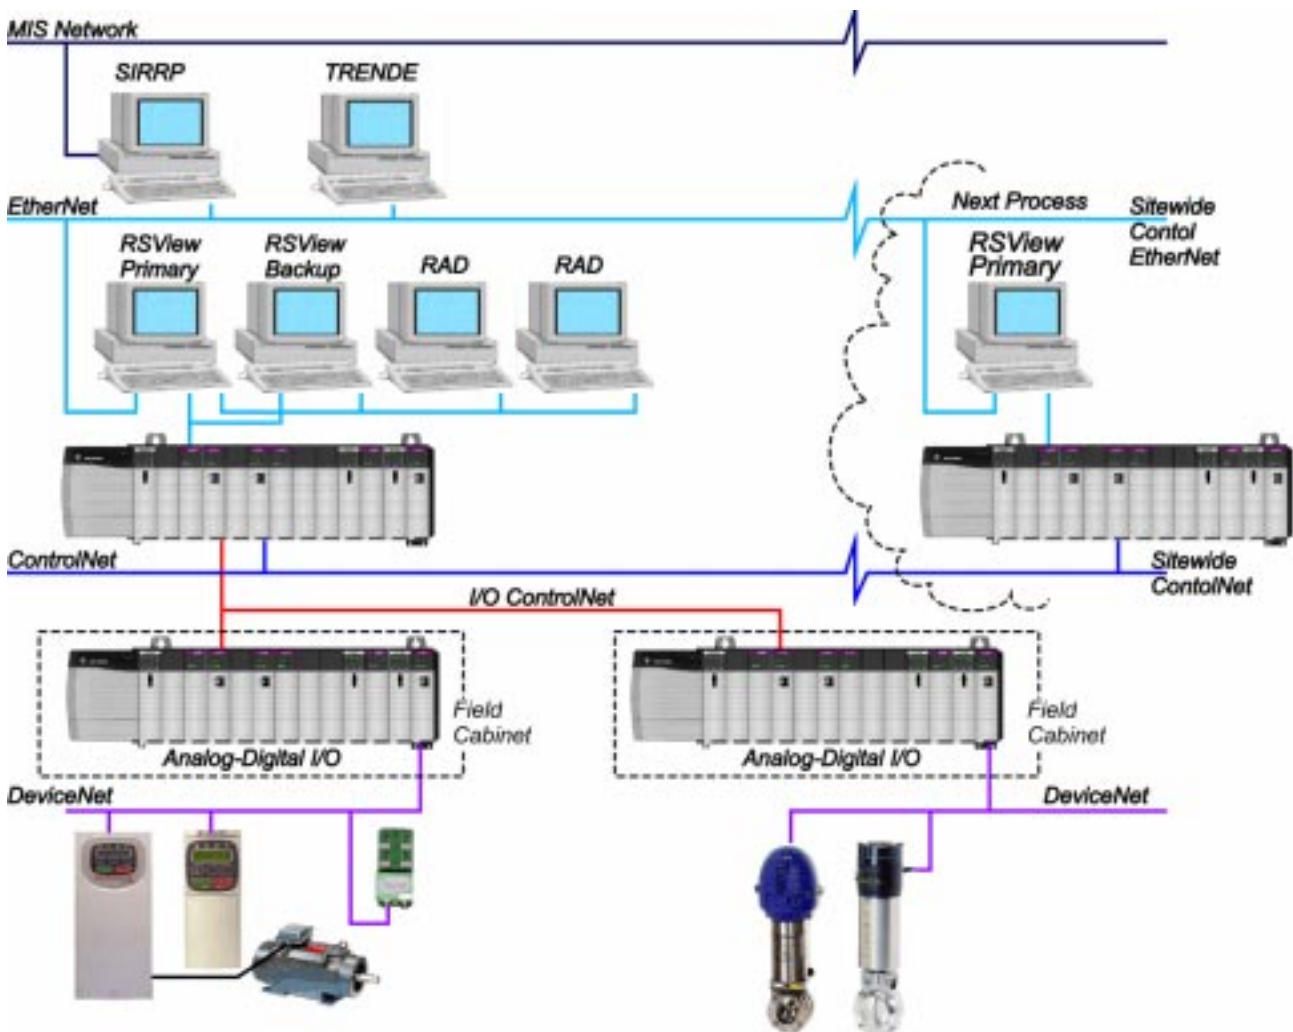 MIS Network
SIRRP
TRENDE
EtherNet
Next Process
Sitewide
Contol
EtherNet
RSView
Primary
RSView
Backup
RAD
RAD
RSView
Primary
ControlNet
Sitewide
ContolNet
I/O ControlNet
Field
Cabinet
Analog-Digital I/O
Field
Cabinet
Analog-Digital I/O
DeviceNet
DeviceNet